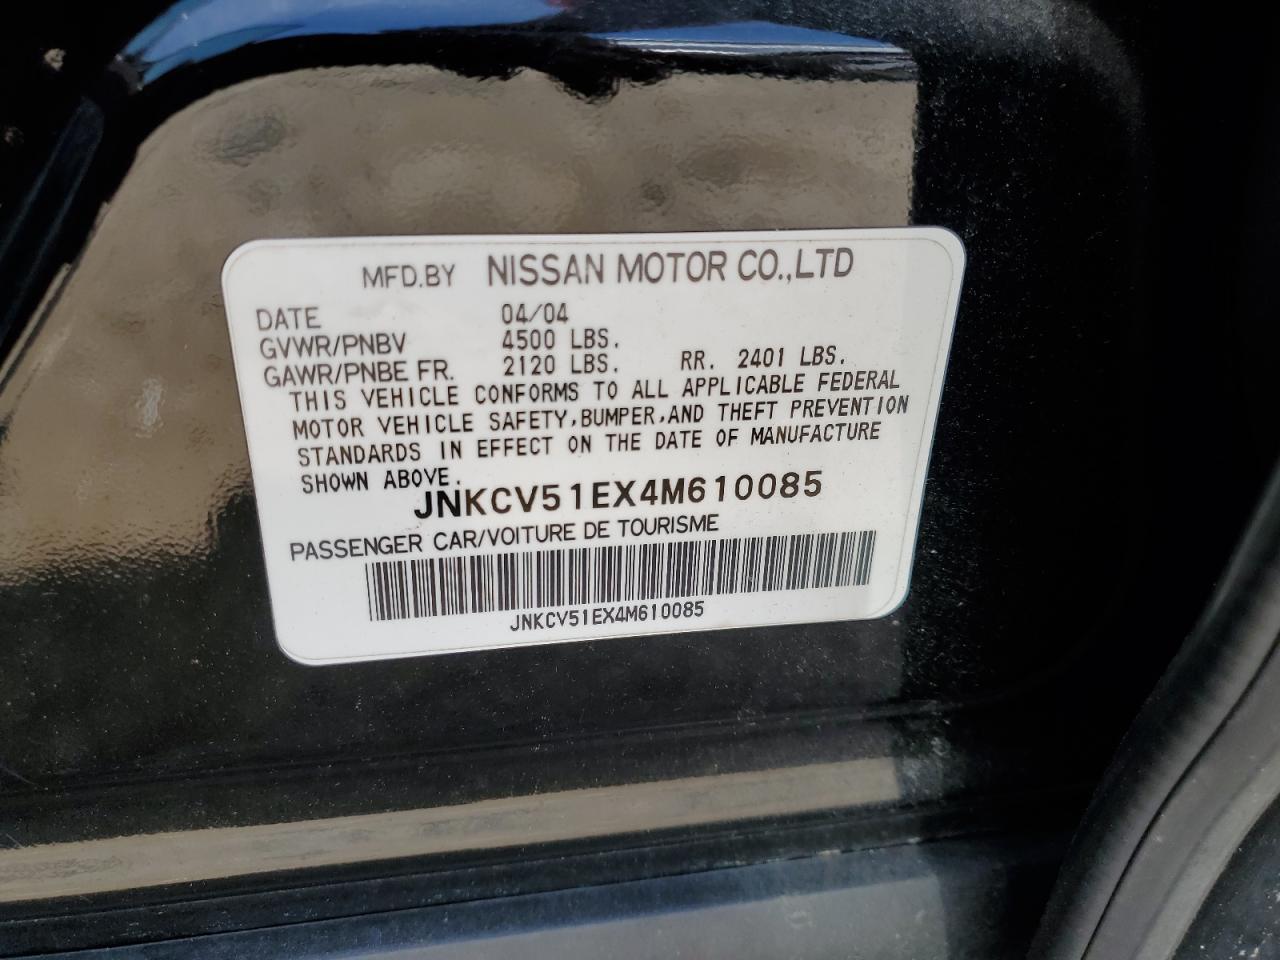 MFD.BY NISSAN MOTOR CO.,LTD
DATE 04/04
GVWR/PNBV 4500 LBS.
GAWR/PNBE FR. 2120 LBS. RR. 2401 LBS.
THIS VEHICLE CONFORMS TO ALL APPLICABLE FEDERAL
MOTOR VEHICLE SAFETY,BUMPER,AND THEFT PREVENTION
STANDARDS IN EFFECT ON THE DATE OF MANUFACTURE
SHOWN ABOVE.
JNKCV51EX4M610085
PASSENGER CAR/VOITURE DE TOURISME
JNKCV51EX4M610085